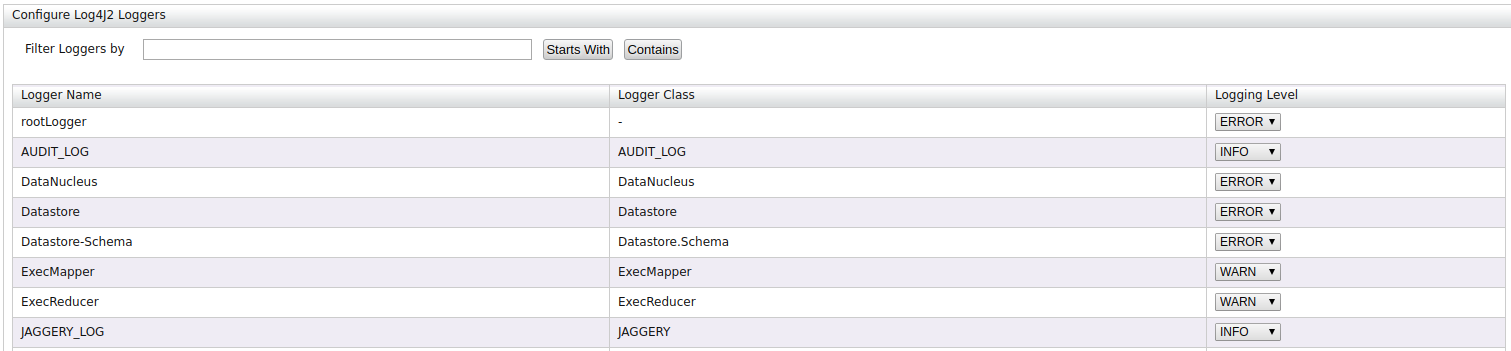 Configure Log4J2 Loggers
Filter Loggers by Starts With Contains
Logger Name Logger Class Logging Level
rootLogger - ERROR
AUDIT_LOG AUDIT_LOG INFO
DataNucleus DataNucleus ERROR
Datastore Datastore ERROR
Datastore-Schema Datastore.Schema ERROR
ExecMapper ExecMapper WARN
ExecReducer ExecReducer WARN
JAGGERY_LOG JAGGERY INFO